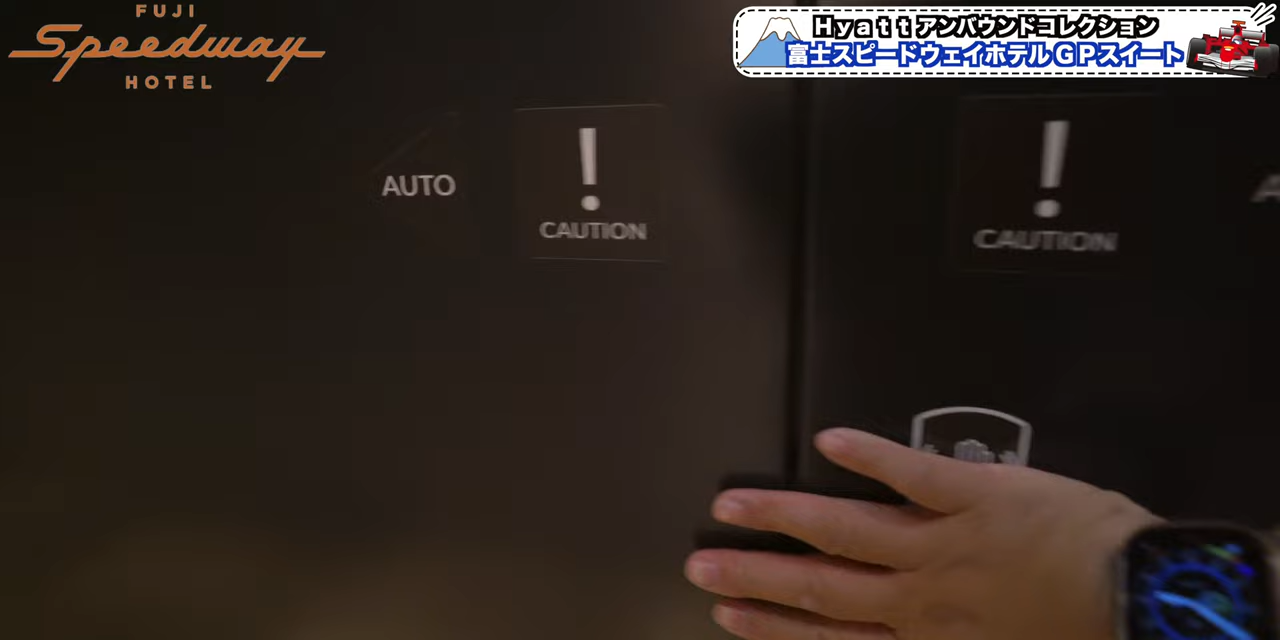 FUJI
Speedway
HOTEL
Hyattアンバウンドコレクション
富士スピードウェイホテルGPスイート
AUTO
CAUTION
CAUTION